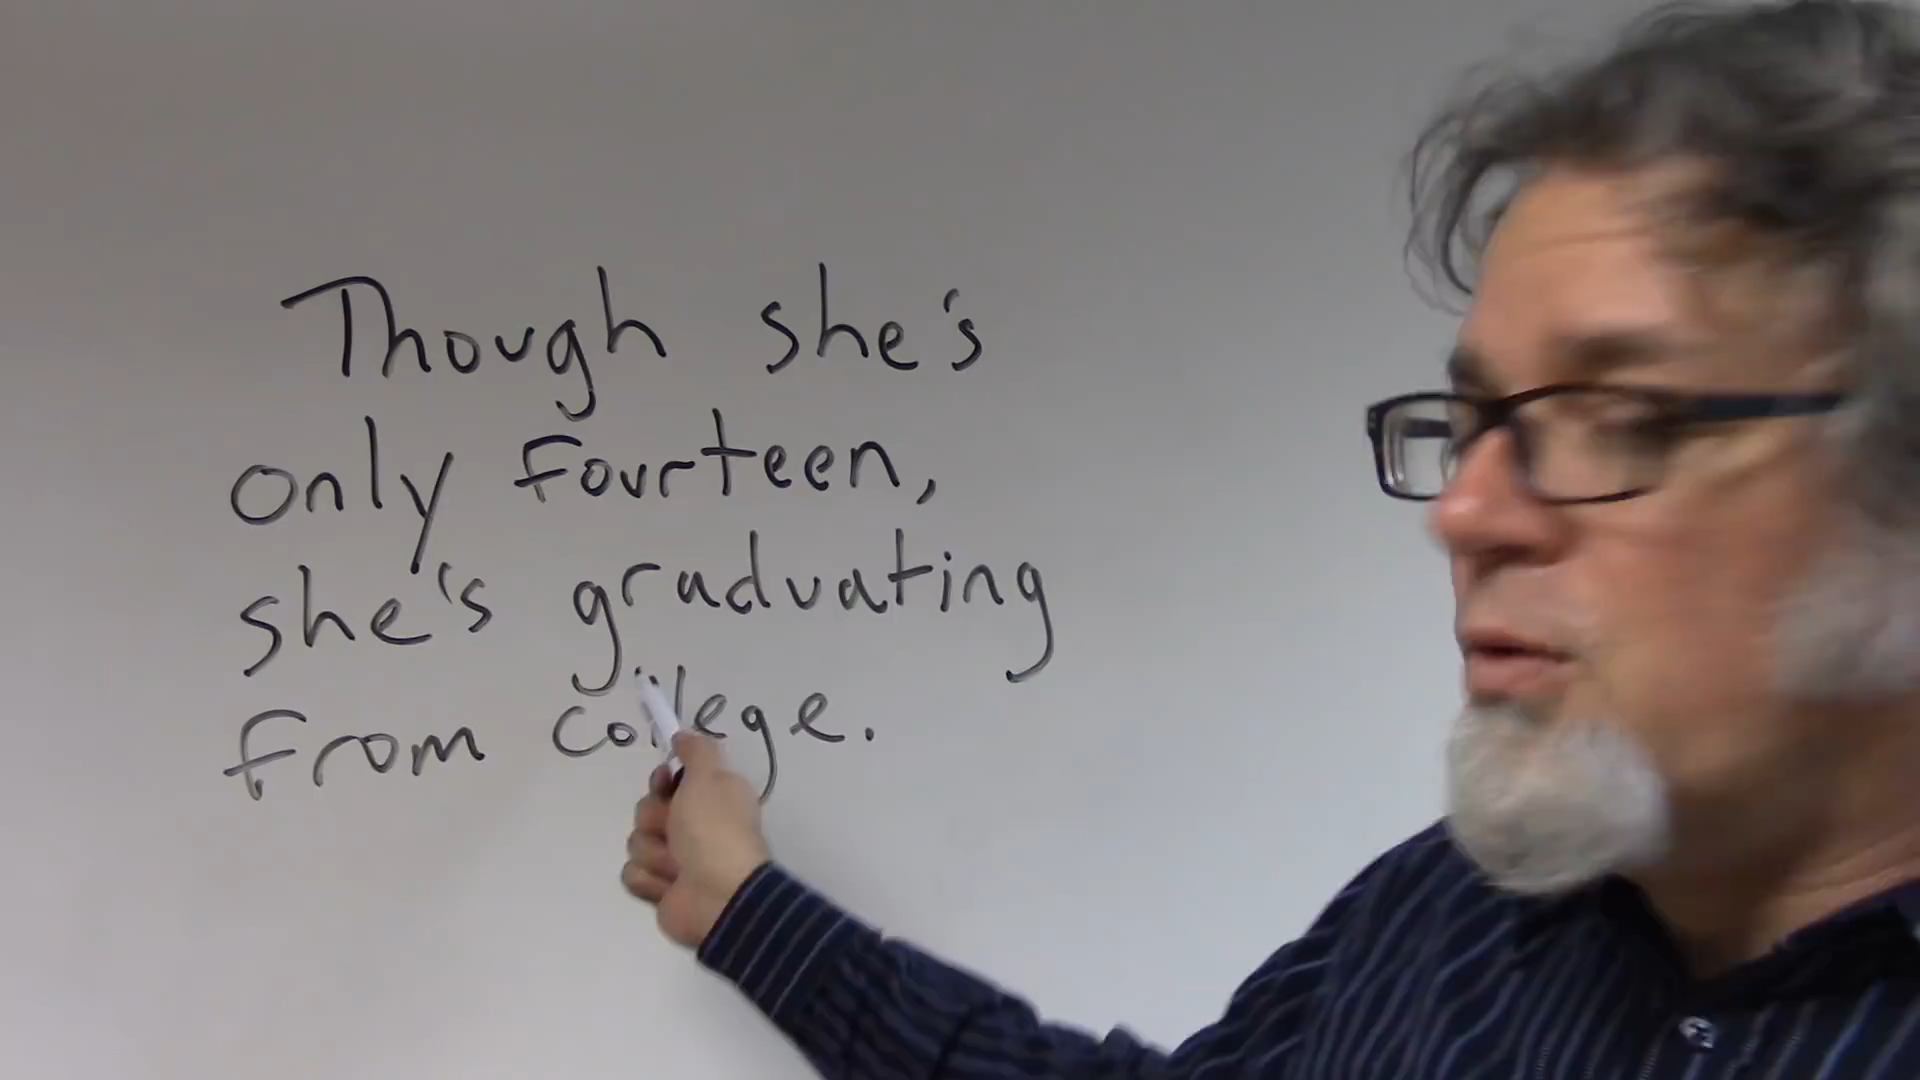 Though she's
only fourteen,
she's graduating
from college.